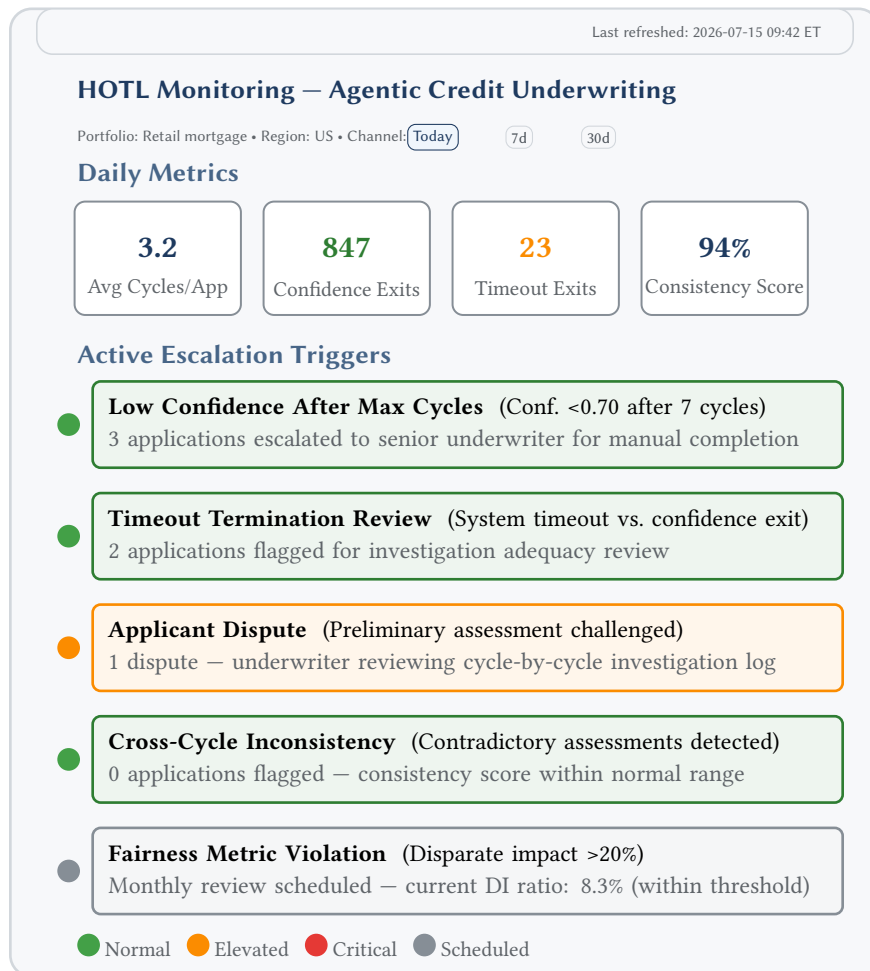 Last refreshed: 2026-07-15 09:42 ET
HOTL Monitoring — Agentic Credit Underwriting
Portfolio: Retail mortgage • Region: US • Channel: Today 7d 30d
Daily Metrics
3.2 847 23 94%
Avg Cycles/App Confidence Exits Timeout Exits Consistency Score
Active Escalation Triggers
Low Confidence After Max Cycles (Conf. <0.70 after 7 cycles)
3 applications escalated to senior underwriter for manual completion
Timeout Termination Review (System timeout vs. confidence exit)
2 applications flagged for investigation adequacy review
Applicant Dispute (Preliminary assessment challenged)
1 dispute — underwriter reviewing cycle-by-cycle investigation log
Cross-Cycle Inconsistency (Contradictory assessments detected)
0 applications flagged — consistency score within normal range
Fairness Metric Violation (Disparate impact >20%)
Monthly review scheduled — current DI ratio: 8.3% (within threshold)
Normal Elevated Critical Scheduled